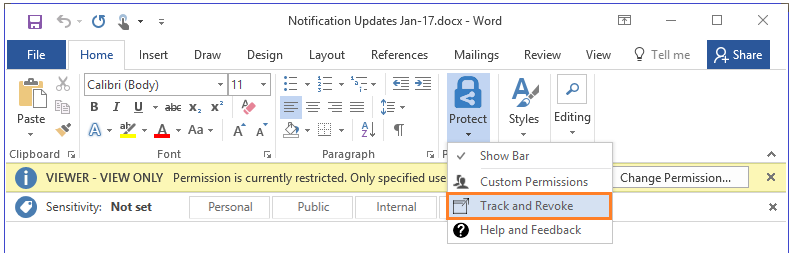 Notification Updates Jan-17.docx - Word
File Home Insert Draw Design Layout References Mailings Review View Tell me Share
Calibri (Body) 11
B I U abc x₂ x²
A ab A Aa A A
Paste Protect Styles Editing
Clipboard Font Paragraph
Show Bar
VIEWER - VIEW ONLY Permission is currently restricted. Only specified use Change Permission...
Custom Permissions
Sensitivity: Not set Personal Public Internal
Track and Revoke
Help and Feedback